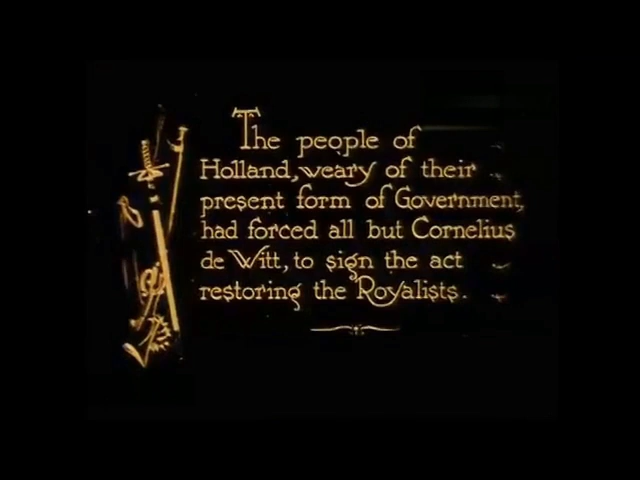 The people of
Holland, weary of their
present form of Government,
had forced all but Cornelius
de Witt, to sign the act
restoring the Royalists.